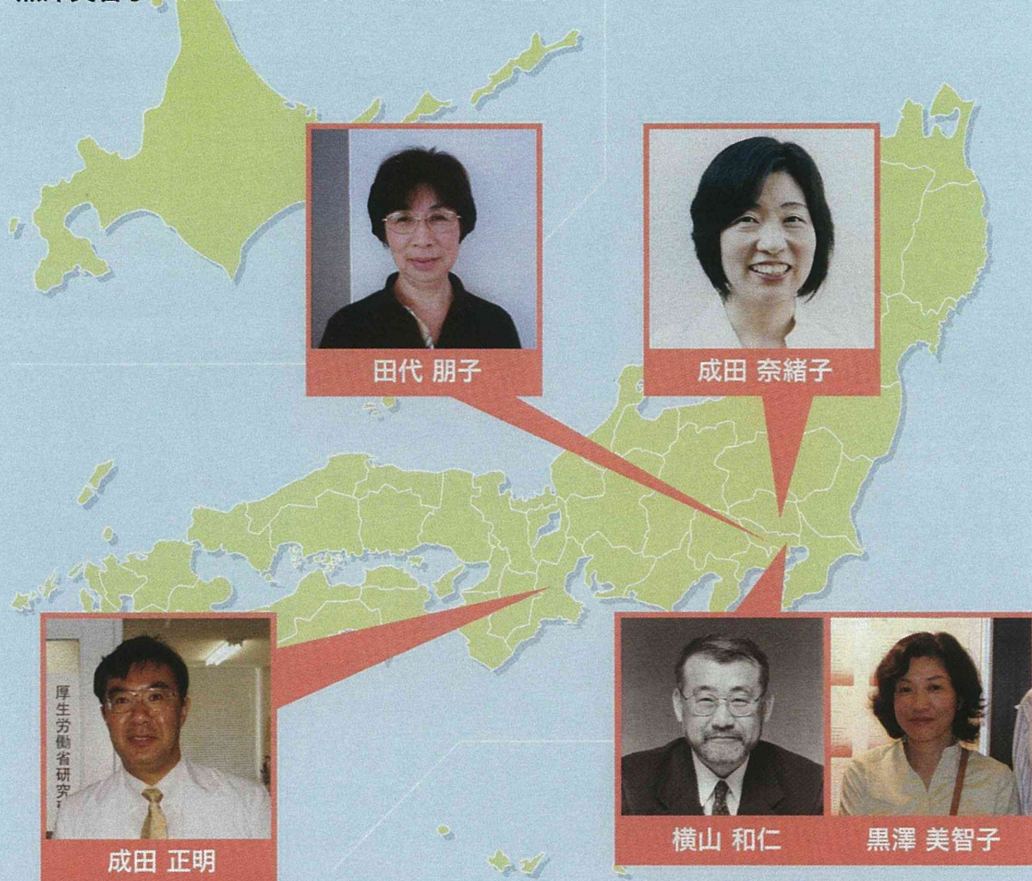 田代 朋子
成田 奈緒子
厚生労働省研究
成田 正明
横山 和仁
黒澤 美智子